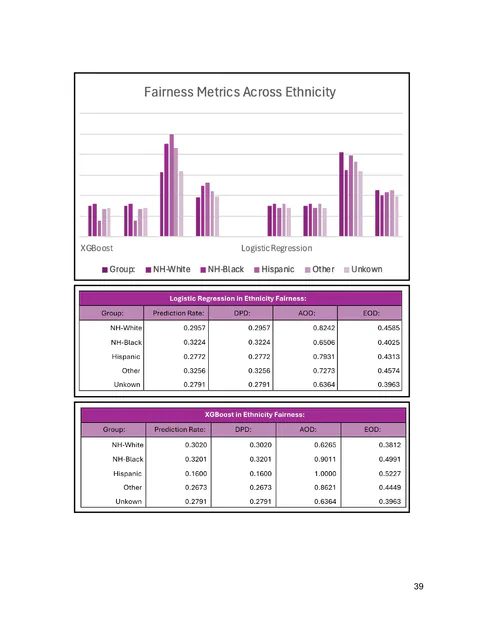 Fairness Metrics Across Ethnicity
XGBoost Logistic Regression
Group: NH-White NH-Black Hispanic Other Unkown
Logistic Regression in Ethnicity Fairness:
Group: Prediction Rate: DPD: AOD: EOD:
NH-White 0.2957 0.2957 0.8242 0.4585
NH-Black 0.3224 0.3224 0.6506 0.4025
Hispanic 0.2772 0.2772 0.7931 0.4313
Other 0.3256 0.3256 0.7273 0.4574
Unkown 0.2791 0.2791 0.6364 0.3963
XGBoost in Ethnicity Fairness:
Group: Prediction Rate: DPD: AOD: EOD:
NH-White 0.3020 0.3020 0.6265 0.3812
NH-Black 0.3201 0.3201 0.9011 0.4991
Hispanic 0.1600 0.1600 1.0000 0.5227
Other 0.2673 0.2673 0.8621 0.4449
Unkown 0.2791 0.2791 0.6364 0.3963
39